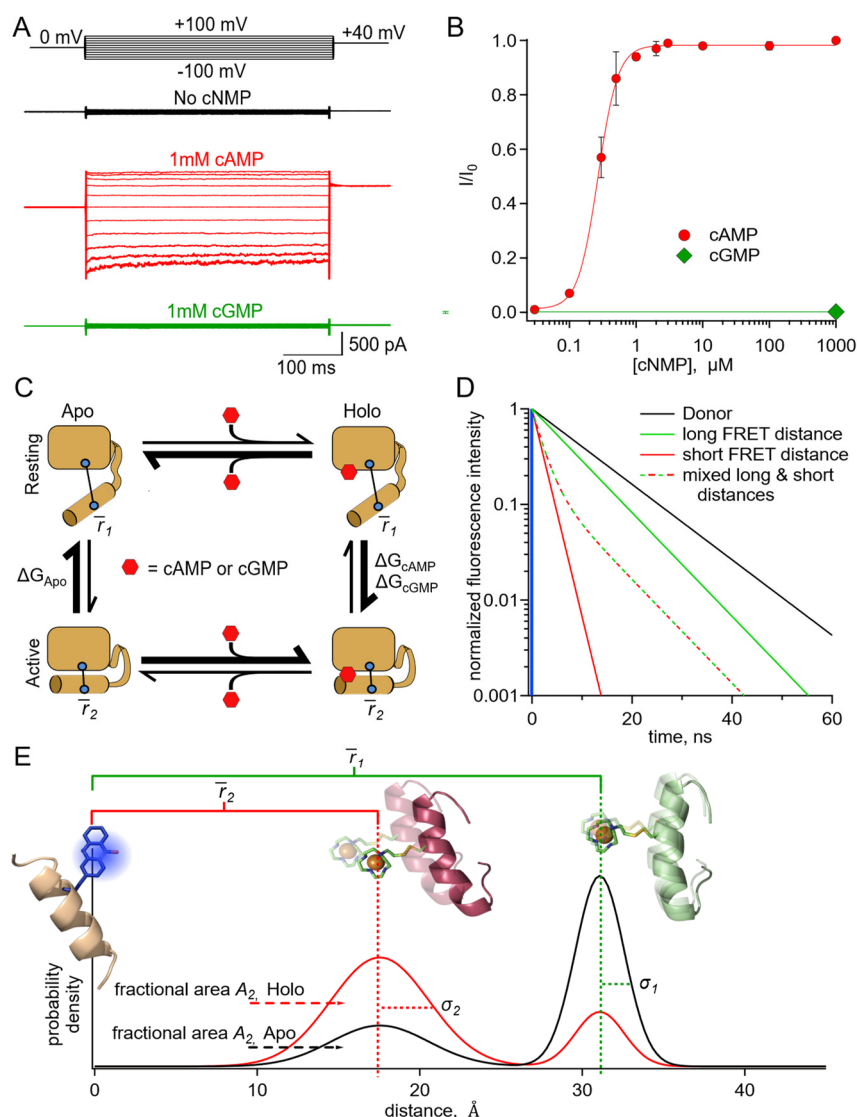 A
+100 mV
0 mV
+40 mV
-100 mV
No cNMP
1mM cAMP
1mM cGMP
500 pA
100 ms
B
I/I0
1.0
0.8
0.6
0.4
0.2
0.0
cAMP
cGMP
0.1
1
10
100
1000
[cNMP], μM
C
Apo
Holo
Resting
r̅1
r̅1
ΔGApo
= cAMP or cGMP
ΔGcAMP
ΔGcGMP
Active
r̅2
r̅2
D
normalized fluorescence intensity
1
0.1
0.01
0.001
Donor
long FRET distance
short FRET distance
mixed long & short
distances
0
20
40
60
time, ns
E
r̅1
r̅2
probability
density
fractional area A2, Holo
fractional area A2, Apo
σ2
σ1
0
10
20
30
40
distance, Å